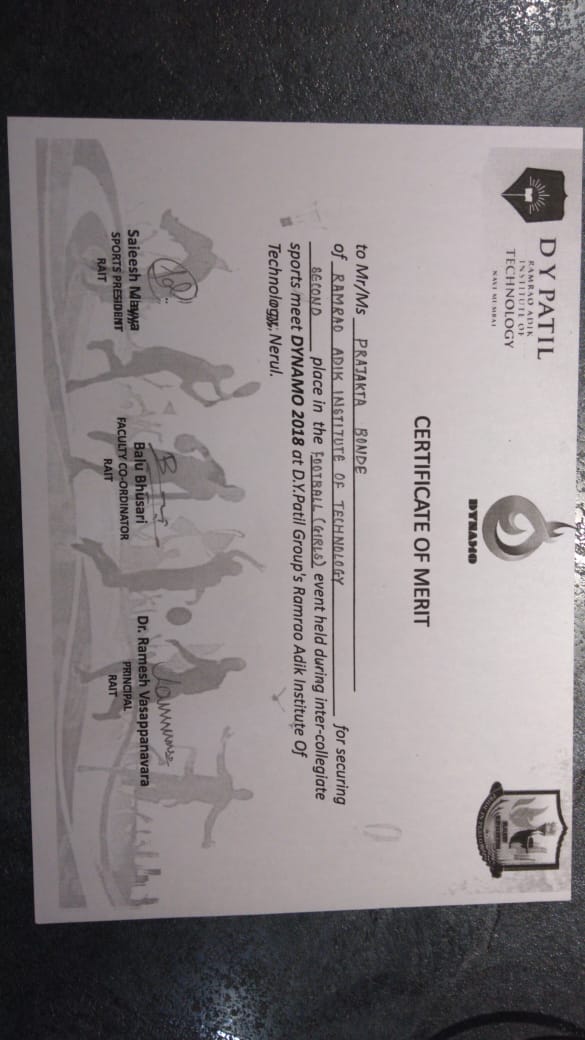 D Y PATIL
RAMRAO ADIK
INSTITUTE OF
TECHNOLOGY
NAVI MUMBAI
DYNAMO
CERTIFICATE OF MERIT
to Mr/Ms PRAJAKTA BONDE
of RAMRAO ADIK INSTITUTE OF TECHNOLOGY for securing
SECOND place in the FOOTBALL (GIRLS) event held during inter-collegiate
sports meet DYNAMO 2018 at D.Y.Patil Group's Ramrao Adik Institute Of
Technology, Nerul.
Saieesh Mayya
SPORTS PRESIDENT
RAIT
Balu Bhusari
FACULTY CO-ORDINATOR
RAIT
Dr. Ramesh Vasappanavara
PRINCIPAL
RAIT